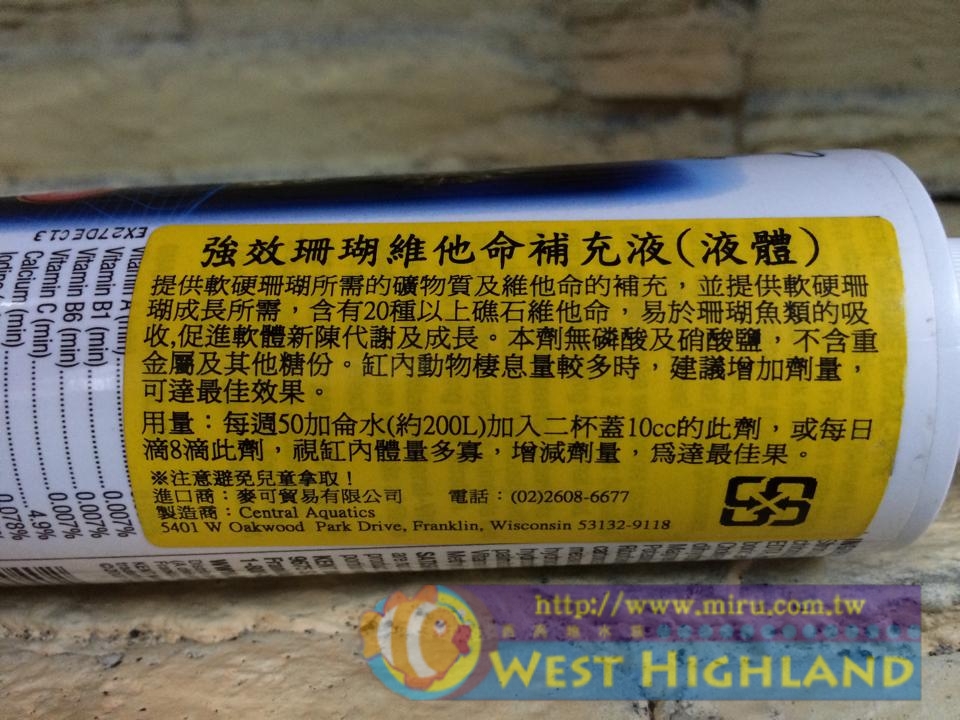 強效珊瑚維他命補充液(液體)
提供軟硬珊瑚所需的礦物質及維他命的補充，並提供軟硬珊
瑚成長所需，含有20種以上礁石維他命，易於珊瑚魚類的吸
收,促進軟體新陳代謝及成長。本劑無磷酸及硝酸鹽，不含重
金屬及其他糖份。缸內動物棲息量較多時，建議增加劑量，
可達最佳效果。
用量：每週50加侖水(約200L)加入二杯蓋10cc的此劑，或每日
滴8滴此劑，視缸內體量多寡，增減劑量，為達最佳果。
※注意避免兒童拿取！
進口商：麥可貿易有限公司 電話：(02)2608-6677
製造商：Central Aquatics
5401 W Oakwood Park Drive, Franklin, Wisconsin 53132-9118
EX27DEC13
Vitamin B1 (min) 0.007%
Vitamin B6 (min) 0.007%
Vitamin C (min) 4.9%
Calcium (min) 0.078%
http://www.miru.com.tw
WEST HIGHLAND